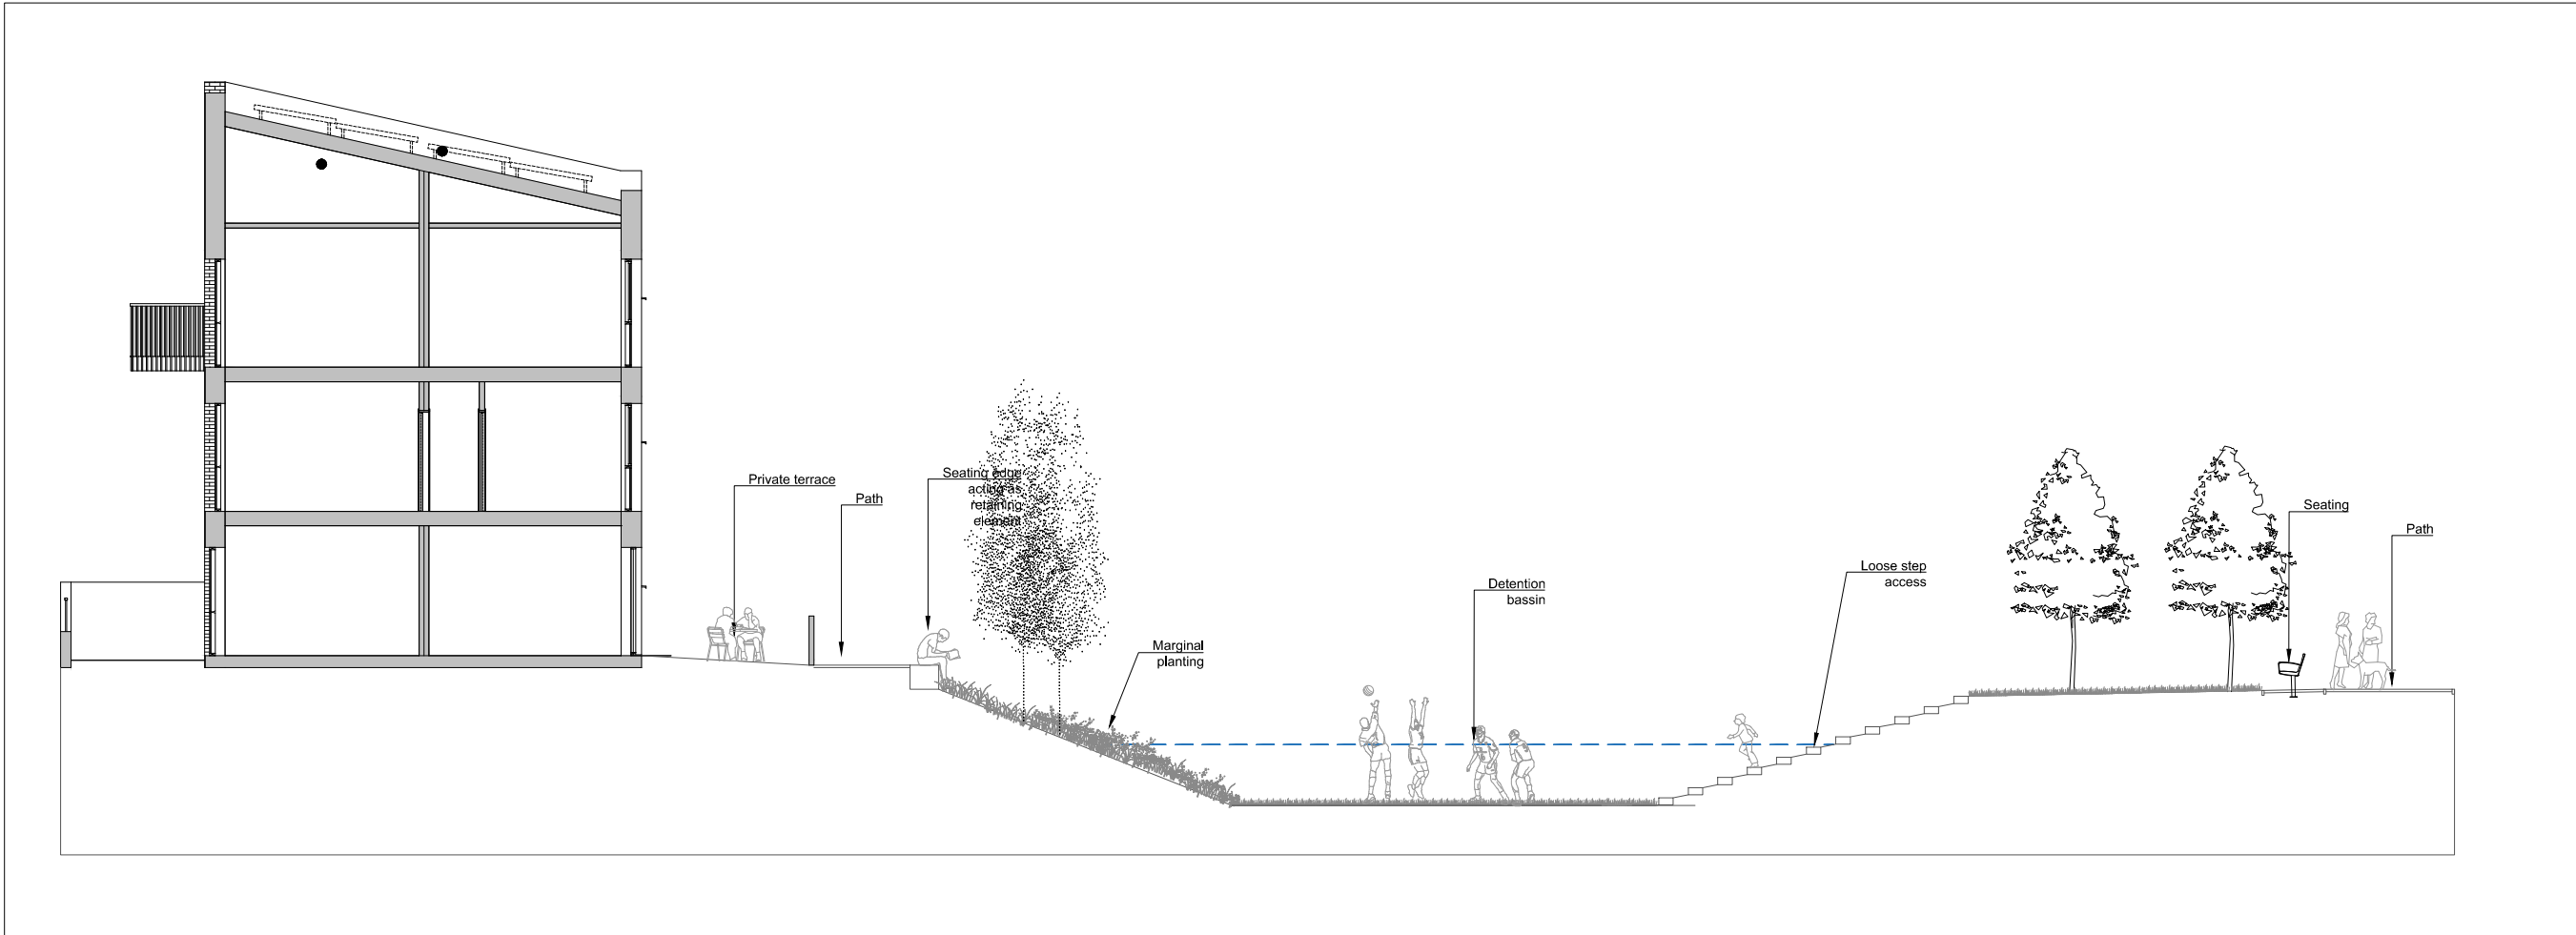 Private terrace
Path
Seating edge
acting as
retaining
element
Marginal
planting
Detention
bassin
Loose step
access
Seating
Path